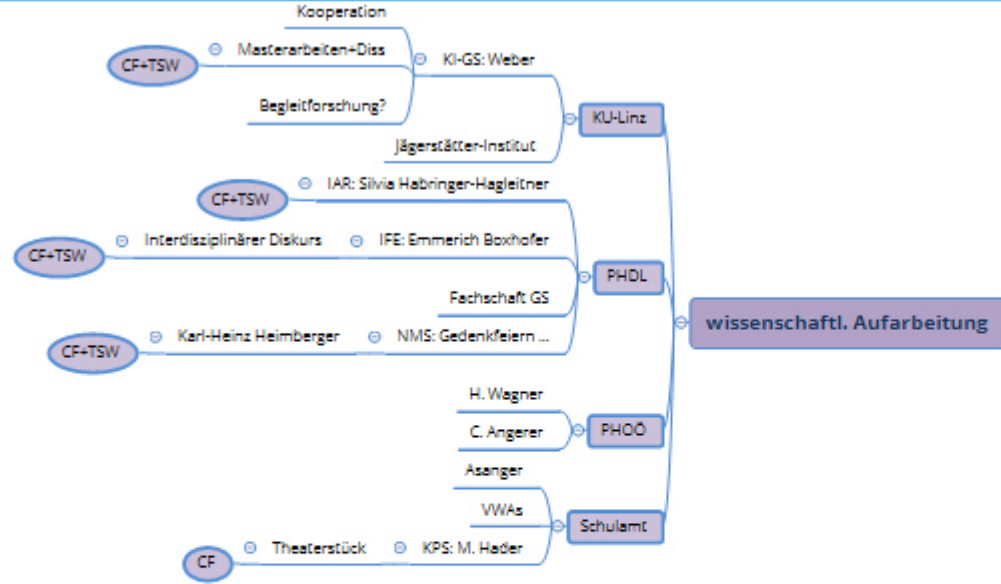 Kooperation
CF+TSW
Masterarbeiten+Diss
KI-GS: Weber
Begleitforschung?
KU-Linz
Jägerstätter-Institut
CF+TSW
IAR: Silvia Habringer-Hagleitner
CF+TSW
Interdisziplinärer Diskurs
IFE: Emmerich Boxhofer
PHDL
Fachschaft GS
CF+TSW
Karl-Heinz Heimberger
NMS: Gedenkfeiern ...
wissenschaftl. Aufarbeitung
H. Wagner
PHOÖ
C. Angerer
Asanger
VWAs
Schulamt
CF
Theaterstück
KPS: M. Hader